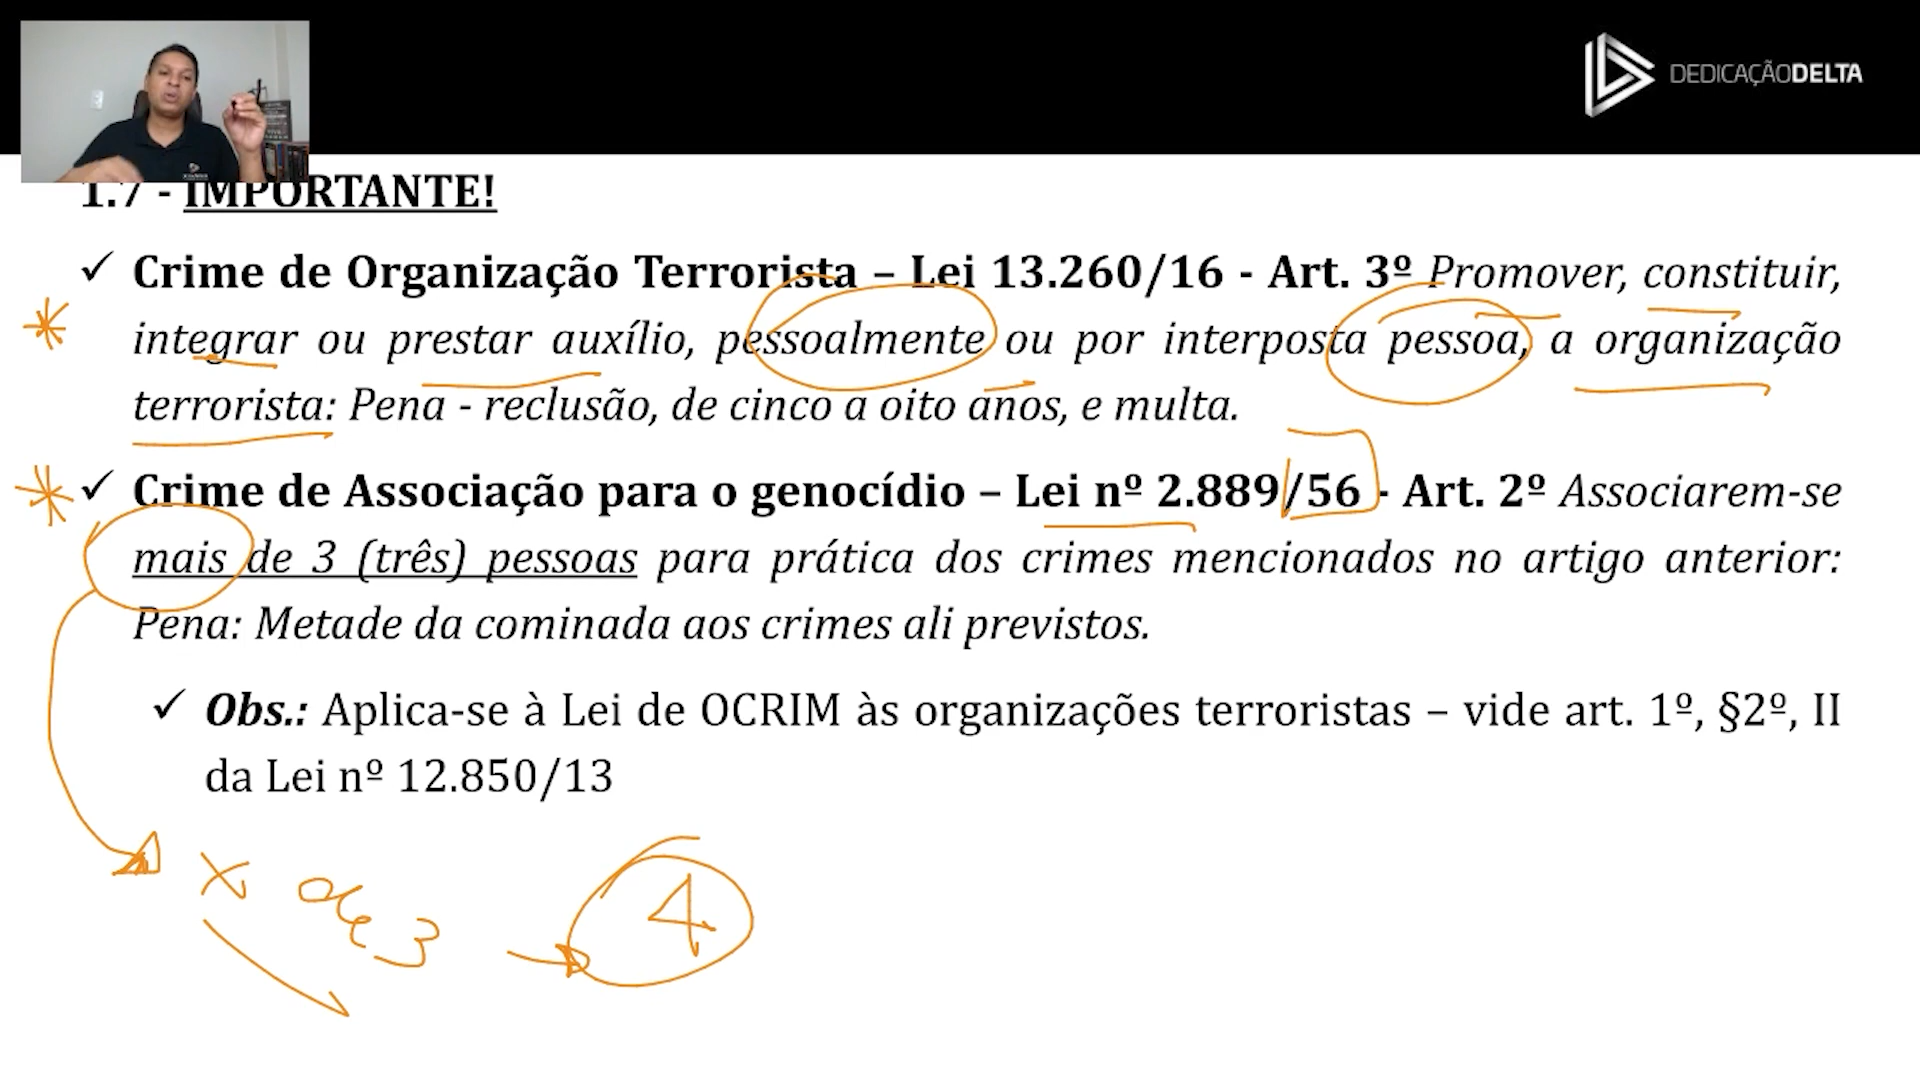 DEDICAÇÃODELTA
1.7 - IMPORTANTE!
✓ Crime de Organização Terrorista – Lei 13.260/16 - Art. 3º Promover, constituir,
integrar ou prestar auxílio, pessoalmente ou por interposta pessoa, a organização
terrorista: Pena - reclusão, de cinco a oito anos, e multa.
✓ Crime de Associação para o genocídio – Lei nº 2.889/56 - Art. 2º Associarem-se
mais de 3 (três) pessoas para prática dos crimes mencionados no artigo anterior:
Pena: Metade da cominada aos crimes ali previstos.
✓ Obs.: Aplica-se à Lei de OCRIM às organizações terroristas – vide art. 1º, §2º, II
da Lei nº 12.850/13
x de 3 → 4